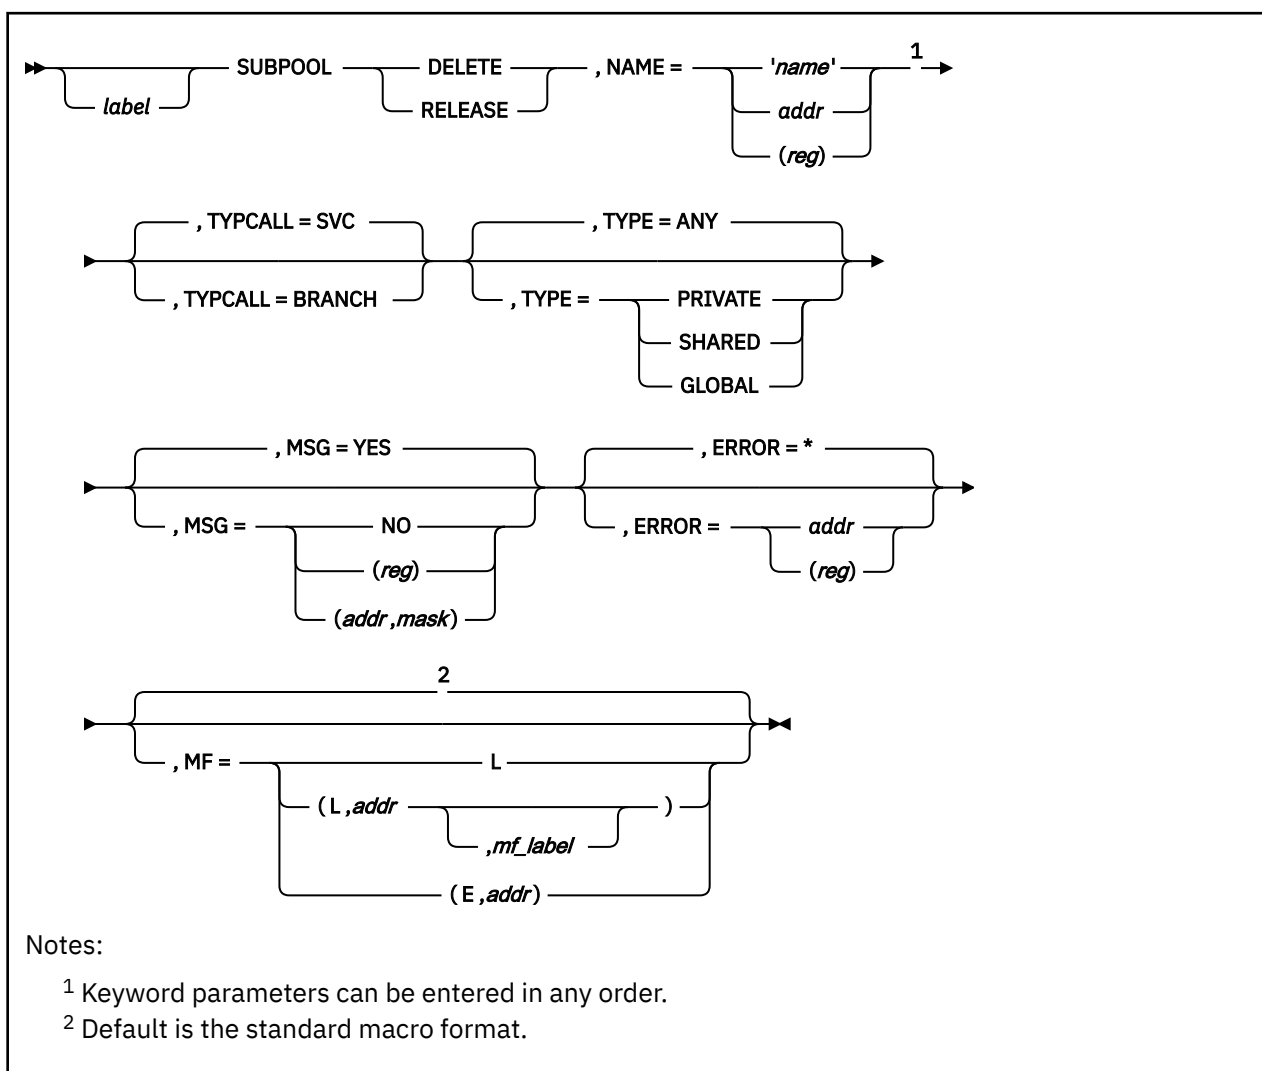 SUBPOOL DELETE , NAME = 'name' 1
label RELEASE addr
(reg)
, TYPCALL = SVC , TYPE = ANY
, TYPCALL = BRANCH , TYPE = PRIVATE
SHARED
GLOBAL
, MSG = YES , ERROR = *
, MSG = NO , ERROR = addr
(reg) (reg)
(addr ,mask)
2
, MF = L
( L ,addr )
,mf_label
( E ,addr )
Notes:
1 Keyword parameters can be entered in any order.
2 Default is the standard macro format.